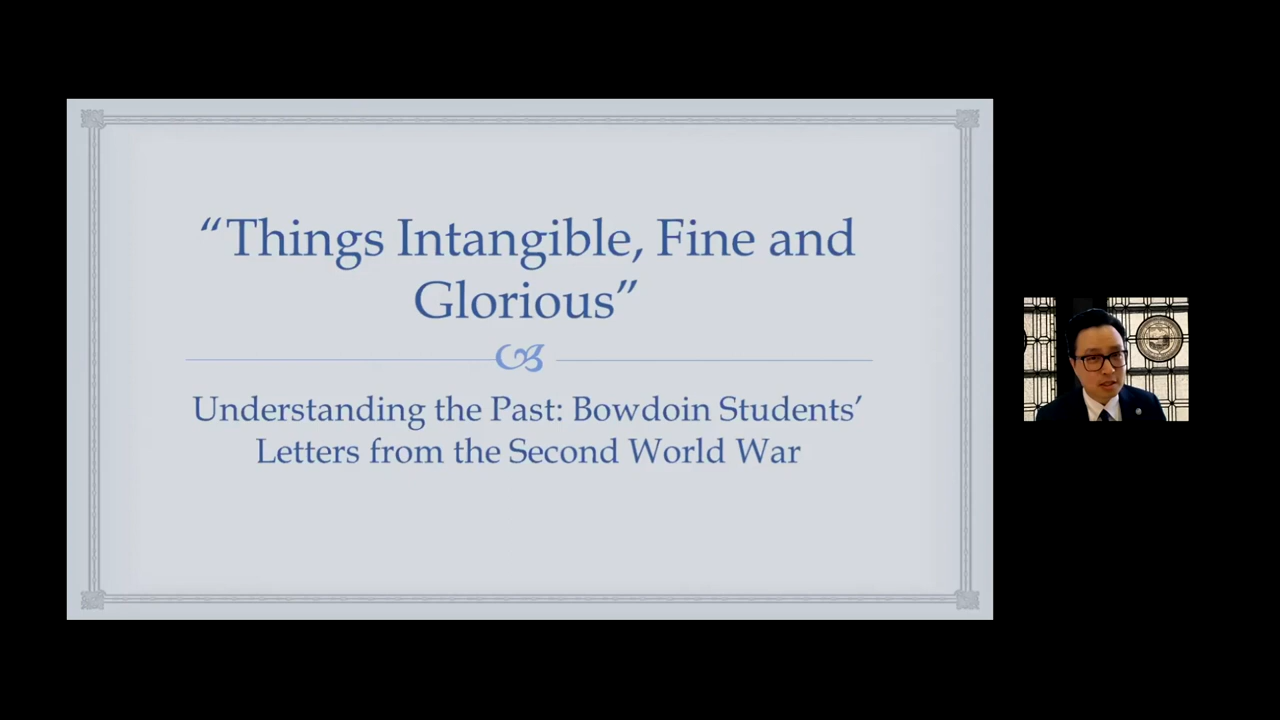 “Things Intangible, Fine and
Glorious”
Understanding the Past: Bowdoin Students’
Letters from the Second World War